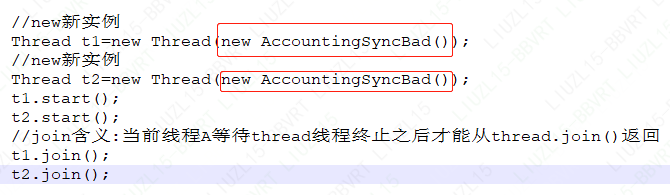 //new新实例
Thread t1=new Thread(new AccountingSyncBad());
//new新实例
Thread t2=new Thread(new AccountingSyncBad());
t1.start();
t2.start();
//join含义:当前线程A等待thread线程终止之后才能从thread.join()返回
t1.join();
t2.join();